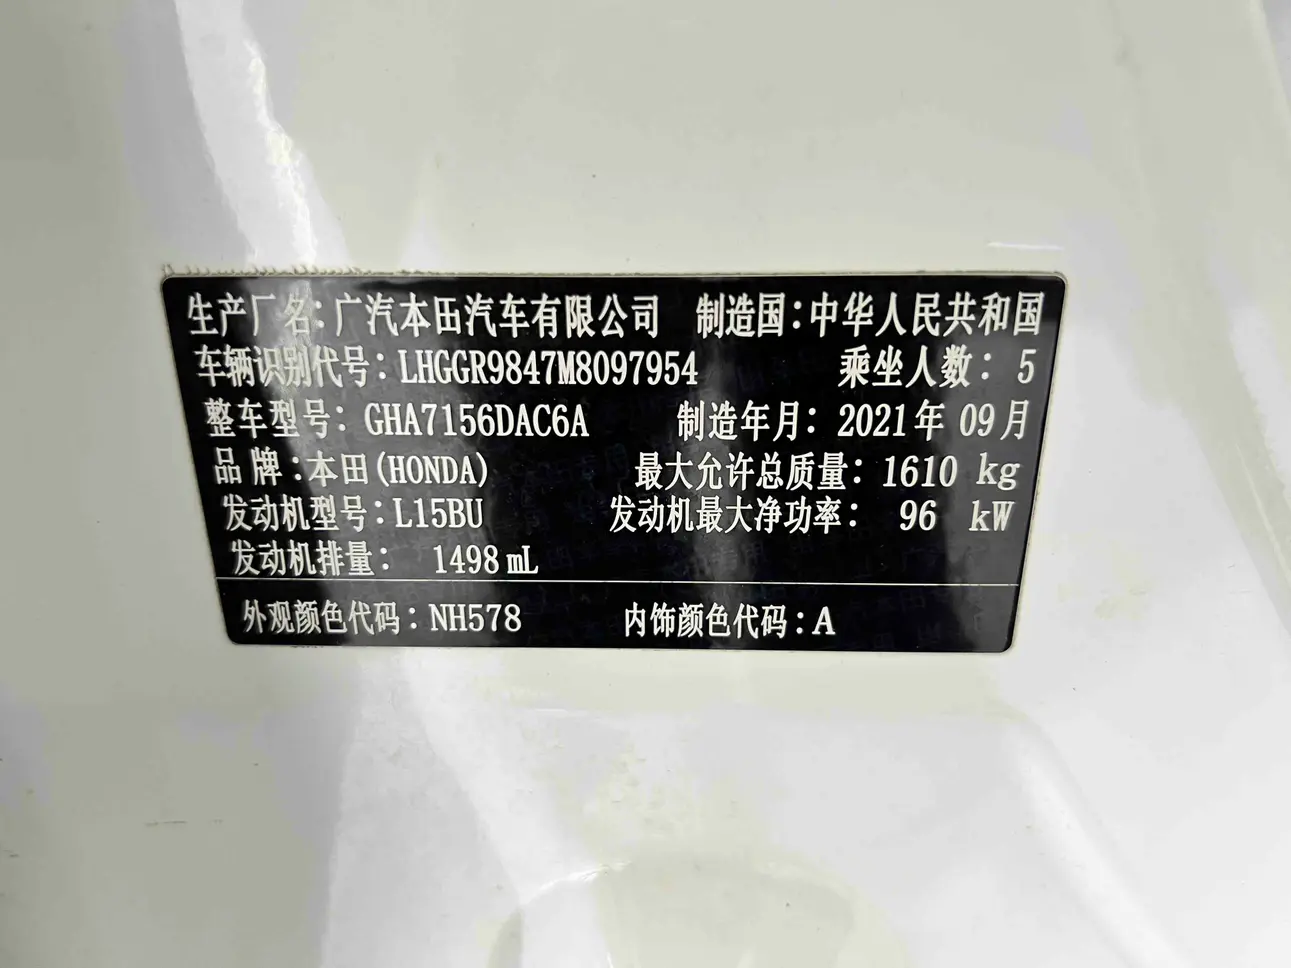 生产厂名:广汽本田汽车有限公司 制造国:中华人民共和国
车辆识别代号:LHGGR9847M8097954 乘坐人数: 5
整车型号: GHA7156DAC6A 制造年月: 2021年 09月
品 牌:本田(HONDA) 最大允许总质量: 1610 kg
发动机型号:L15BU 发动机最大净功率: 96 kW
发动机排量: 1498 mL
外观颜色代码:NH578 内饰颜色代码:A